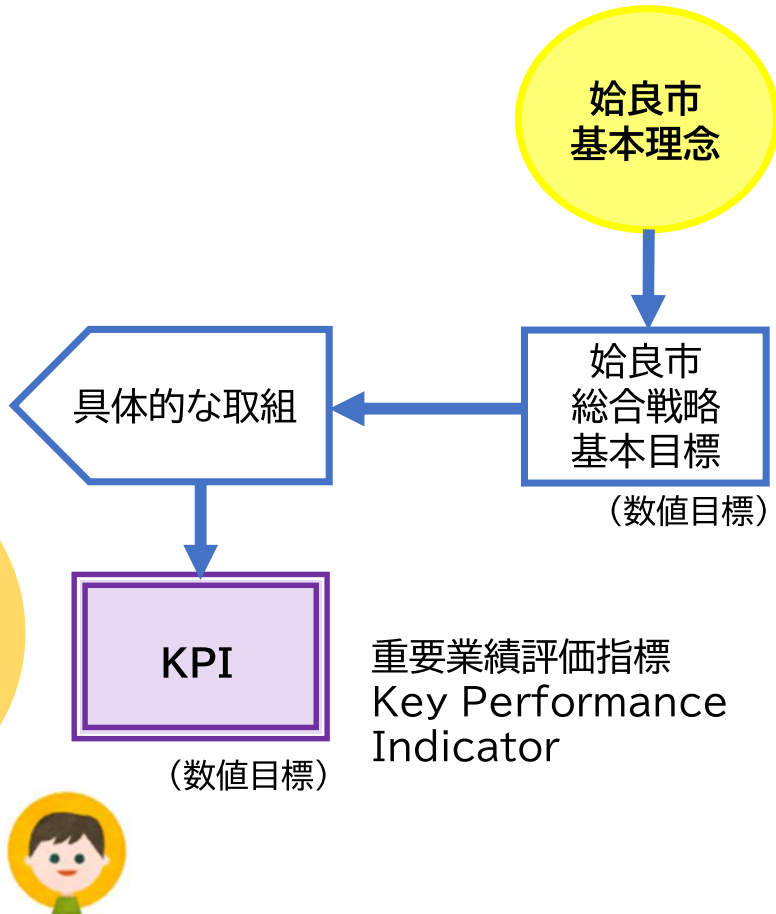 姶良市
基本理念
姶良市
総合戦略
基本目標
（数値目標）
具体的な取組
KPI
（数値目標）
重要業績評価指標
Key Performance
Indicator